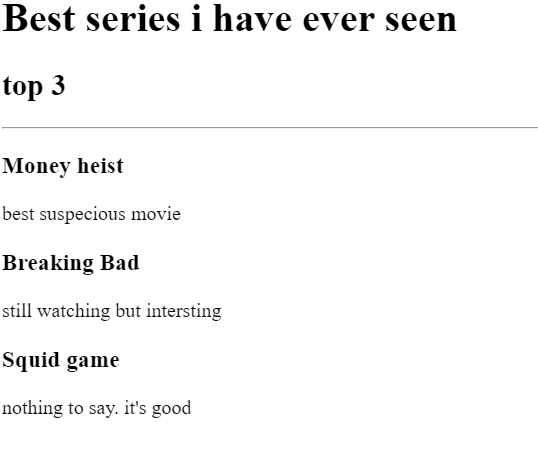 Best series i have ever seen
top 3
Money heist
best suspecious movie
Breaking Bad
still watching but intersting
Squid game
nothing to say. it's good